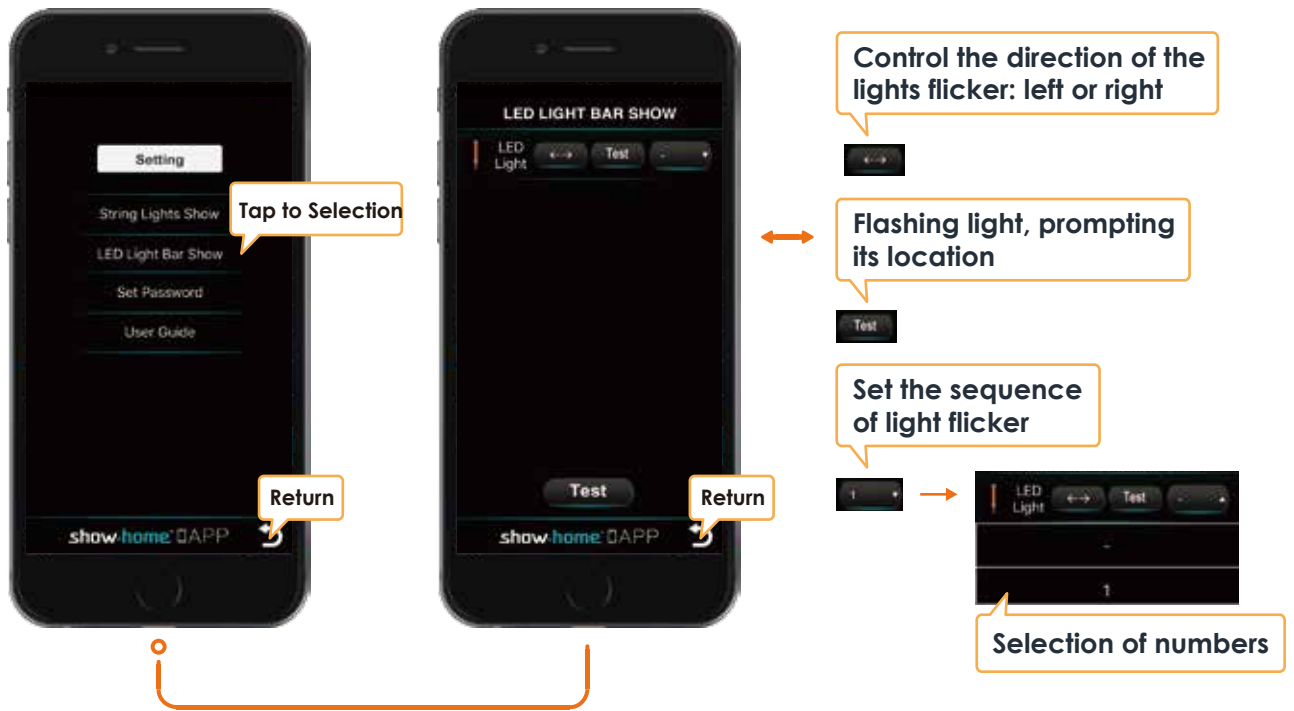 Setting
String Lights Show
Tap to Selection
LED Light Bar Show
Set Password
User Guide
Return
show·home APP
LED LIGHT BAR SHOW
LED
Light
Test
-
Test
Return
show·home APP
Control the direction of the
lights flicker: left or right
Flashing light, prompting
its location
Test
Set the sequence
of light flicker
1
LED
Light
Test
-
-
1
Selection of numbers